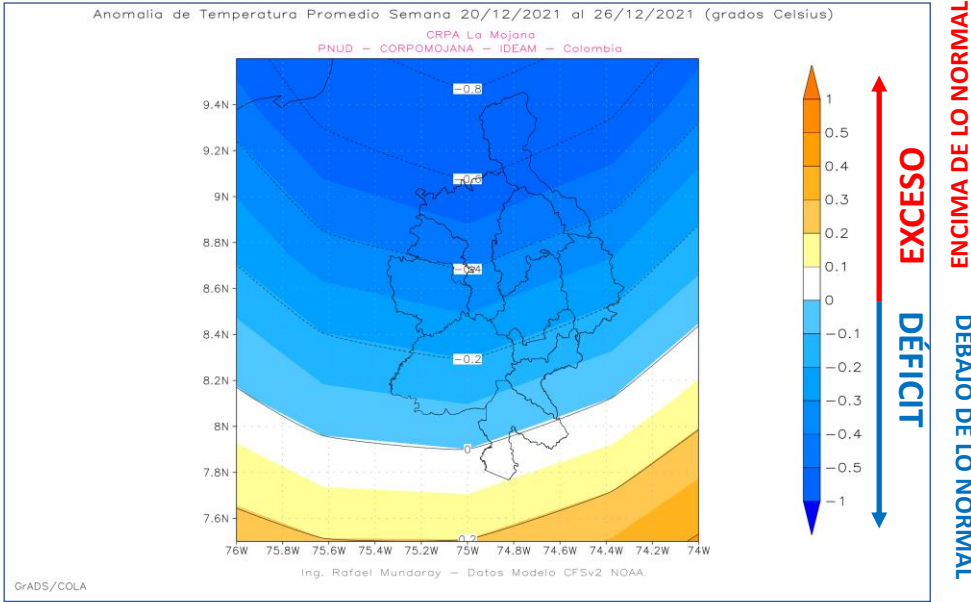 Anomalia de Temperatura Promedio Semana 20/12/2021 al 26/12/2021 (grados Celsius)
CRPA La Mojana
PNUD – CORPOMOJANA – IDEAM – Colombia
9.4N
9.2N
9N
8.8N
8.6N
8.4N
8.2N
8N
7.8N
7.6N
−0.8
−0.6
−0.4
−0.2
0
0.2
76W 75.8W 75.6W 75.4W 75.2W 75W 74.8W 74.6W 74.4W 74.2W 74W
1
0.5
0.4
0.3
0.2
0.1
0
−0.1
−0.2
−0.3
−0.4
−0.5
−1
EXCESO
DÉFICIT
ENCIMA DE LO NORMAL
DEBAJO DE LO NORMAL
Ing. Rafael Mundaray – Datos Modelo CFSv2 NOAA
GrADS/COLA